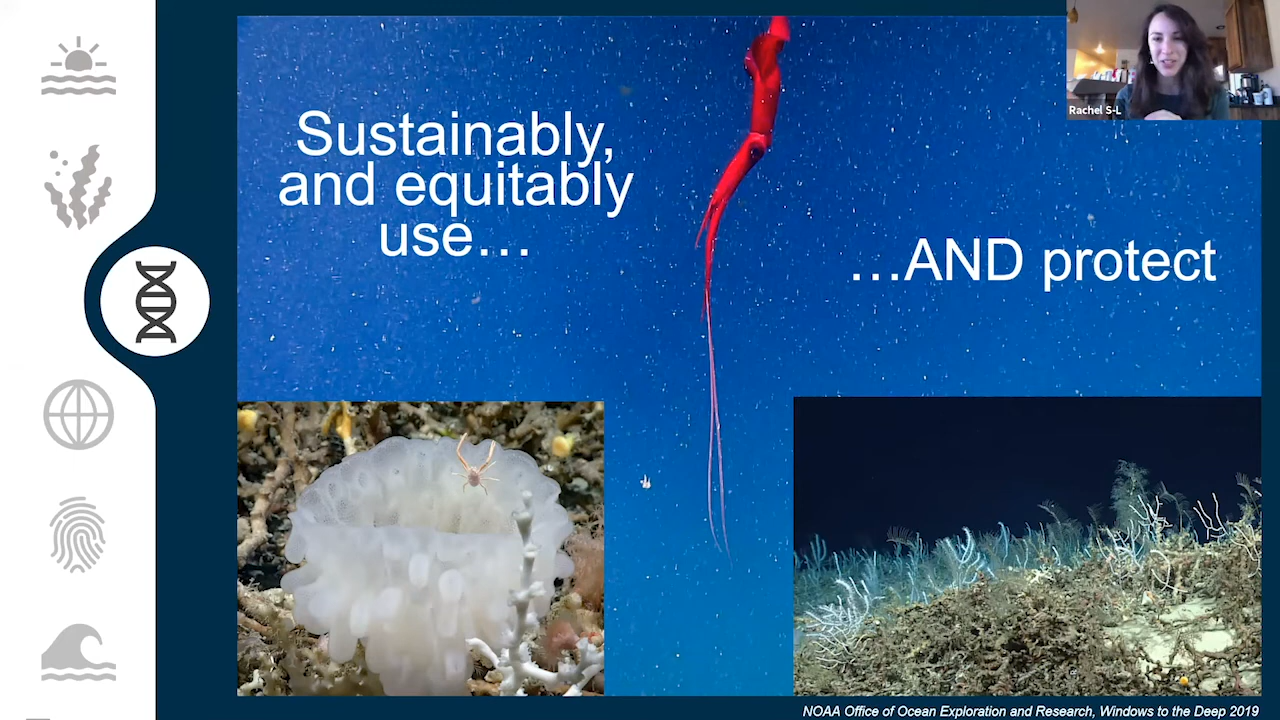 Rachel S-L
Sustainably,
and equitably
use…
…AND protect
NOAA Office of Ocean Exploration and Research, Windows to the Deep 2019